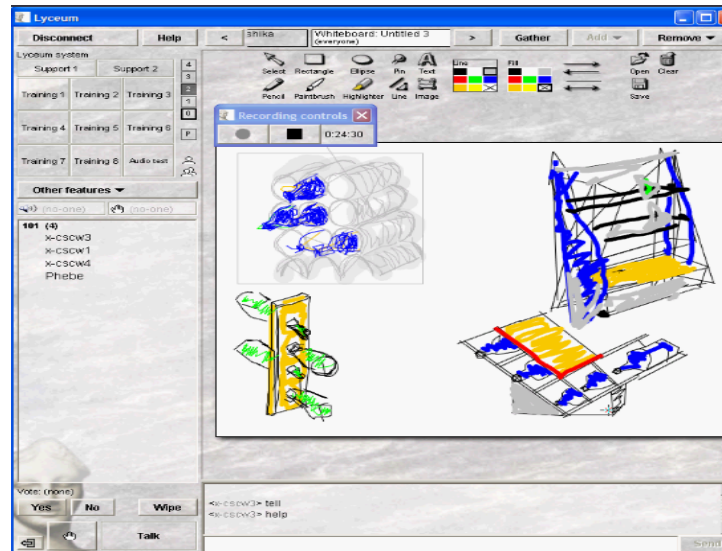 Lyceum
Disconnect
Help
<
shika
Whiteboard: Untitled 3
(everyone)
>
Gather
Add
Remove
Lyceum system
Support 1
Support 2
4
3
2
1
0
P
Training 1
Training 2
Training 3
Training 4
Training 5
Training 6
Training 7
Training 8
Audio test
Other features
(no-one)
(no-one)
101 (4)
x-cscw3
x-cscw1
x-cscw4
Phebe
Select
Rectangle
Ellipse
Pin
Text
Pencil
Paintbrush
Highlighter
Line
Image
Line
Fill
Open
Clear
Save
Recording controls
0:24:30
Vote: (none)
Yes
No
Wipe
Talk
<x-cscw3> tell
<x-cscw3> help
Send